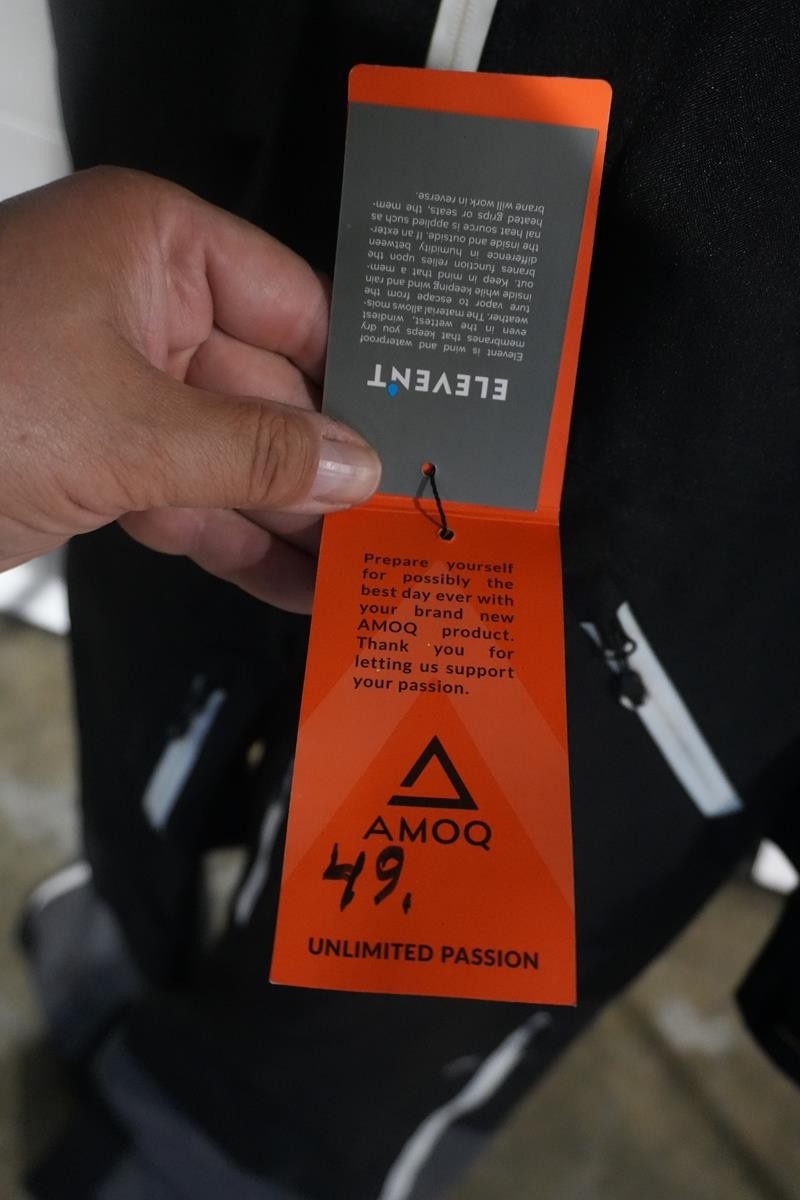 ELEVENT
Elevent is wind and waterproof
membranes that keeps you dry
even in the wettest, windiest
weather. The material allows mois-
ture vapor to escape from the
inside while keeping wind and rain
out. Keep in mind that a mem-
branes function relies upon the
difference in humidity between
the inside and outside. If an exter-
nal heat source is applied such as
heated grips or seats, the mem-
brane will work in reverse.
Prepare yourself
for possibly the
best day ever with
your brand new
AMOQ product.
Thank you for
letting us support
your passion.
AMOQ
49.
UNLIMITED PASSION